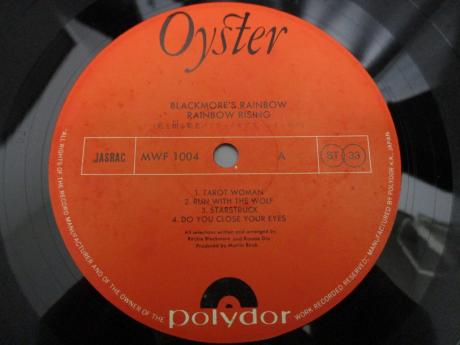 Oyster
BLACKMORE'S RAINBOW
RAINBOW RISING
JASRAC
MWF 1004
A
ST
33
1. TAROT WOMAN
2. RUN WITH THE WOLF
3. STARSTRUCK
4. DO YOU CLOSE YOUR EYES
All selections written and arranged by
Ritchie Blackmore and Ronnie Dio
Produced by Martin Birch
polydor
ALL RIGHTS OF THE RECORD MANUFACTURER AND OF THE OWNER OF THE
WORK RECORDED RESERVED. MANUFACTURED BY POLYDOR K.K. JAPAN